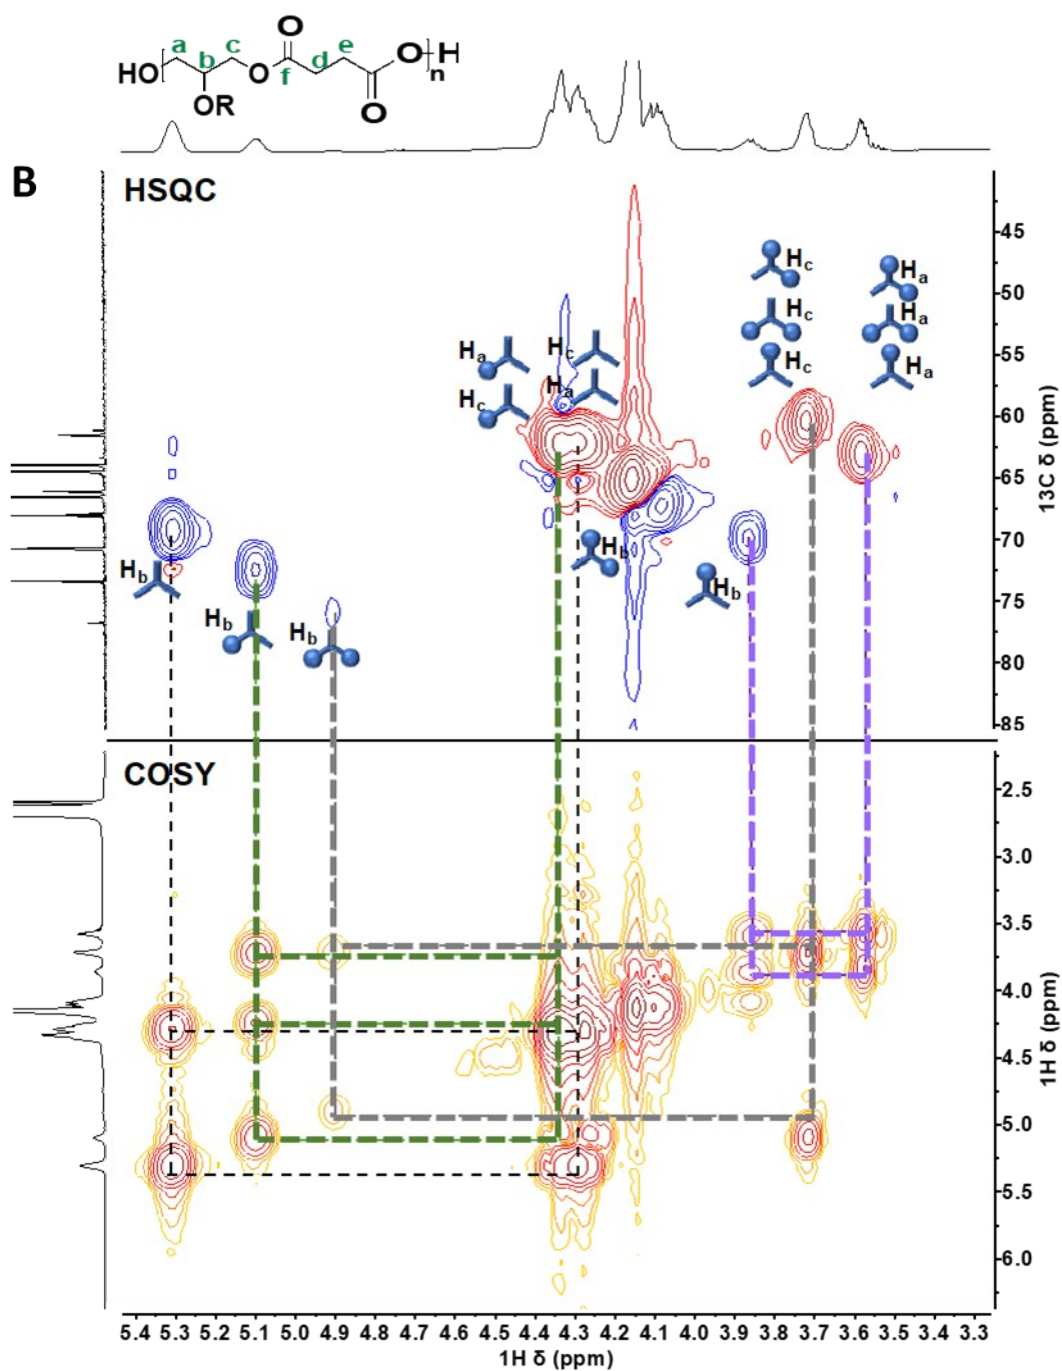 a b c O d e O H
HO O f n
OR O
B
HSQC
45
50
Hc Ha
Ha Hc Hc Ha
55
Hc Ha Hc Ha
60
13C δ (ppm)
65
70
Hb Hb Hb
75
Hb Hb
80
85
COSY
2.5
3.0
3.5
4.0
1H δ (ppm)
4.5
5.0
5.5
6.0
5.4 5.3 5.2 5.1 5.0 4.9 4.8 4.7 4.6 4.5 4.4 4.3 4.2 4.1 4.0 3.9 3.8 3.7 3.6 3.5 3.4 3.3
1H δ (ppm)